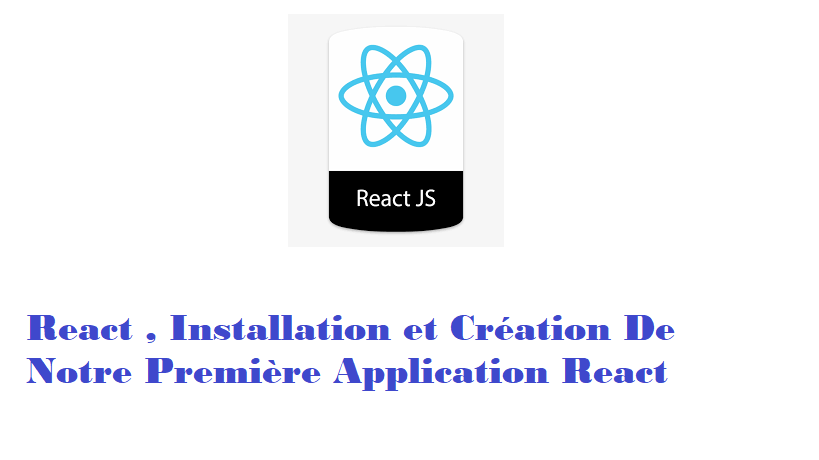 React JS
React , Installation et Création De
Notre Première Application React